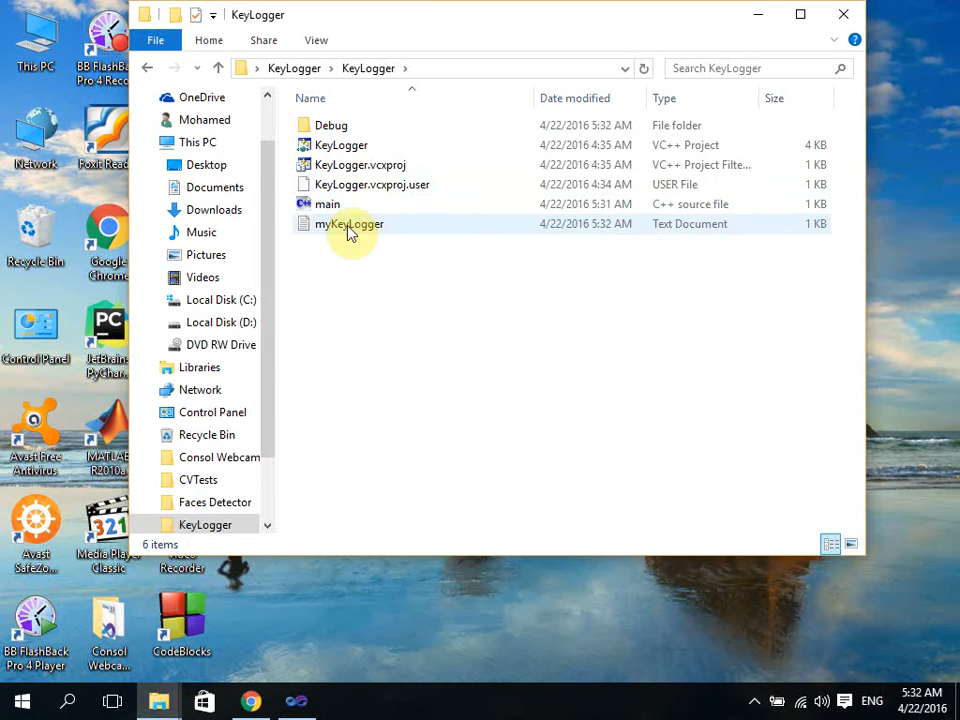 KeyLogger
File
Home
Share
View
KeyLogger
KeyLogger
Search KeyLogger
Name
Date modified
Type
Size
Debug
4/22/2016 5:32 AM
File folder
KeyLogger
4/22/2016 4:35 AM
VC++ Project
4 KB
KeyLogger.vcxproj
4/22/2016 4:35 AM
VC++ Project Filte...
1 KB
KeyLogger.vcxproj.user
4/22/2016 4:34 AM
USER File
1 KB
main
4/22/2016 5:31 AM
C++ source file
1 KB
myKeyLogger
4/22/2016 5:32 AM
Text Document
1 KB
OneDrive
Mohamed
This PC
Desktop
Documents
Downloads
Music
Pictures
Videos
Local Disk (C:)
Local Disk (D:)
DVD RW Drive
Libraries
Network
Control Panel
Recycle Bin
Consol Webcam
CVTests
Faces Detector
KeyLogger
6 items
This PC
BB FlashBack
Pro 4 Reco
Network
Foxit Read
Recycle Bin
Google
Chrome
Control Panel
JetBrains
PyChar
Avast Free
Antivirus
MATLAB
R2010a
Avast
SafeZo...
Media Play
Classic
Recorder
BB FlashBack
Pro 4 Player
Consol
Webca...
CodeBlocks
ENG
5:32 AM
4/22/2016